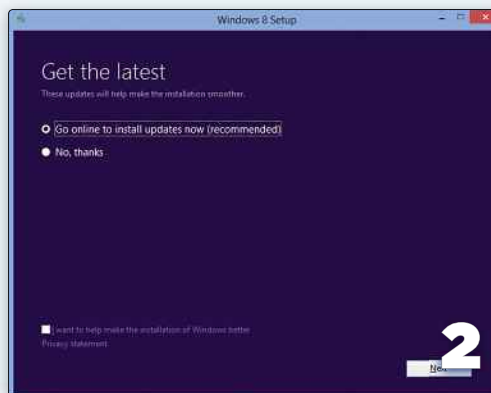 Windows 8 Setup
Get the latest
These updates will help make the installation smoother.
Go online to install updates now (recommended)
No, thanks
I want to help make the installation of Windows better
Privacy statement
2